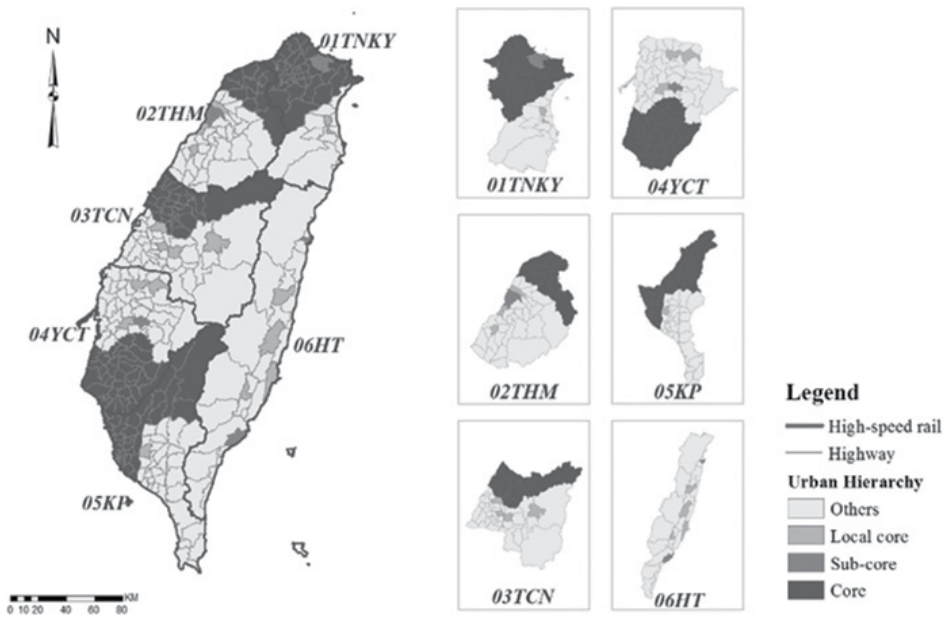 N
01TNKY
02THM
03TCN
04YCT
06HT
05KP
KM
0 10 20 40 60 80
01TNKY
04YCT
02THM
05KP
03TCN
06HT
Legend
High-speed rail
Highway
Urban Hierarchy
Others
Local core
Sub-core
Core